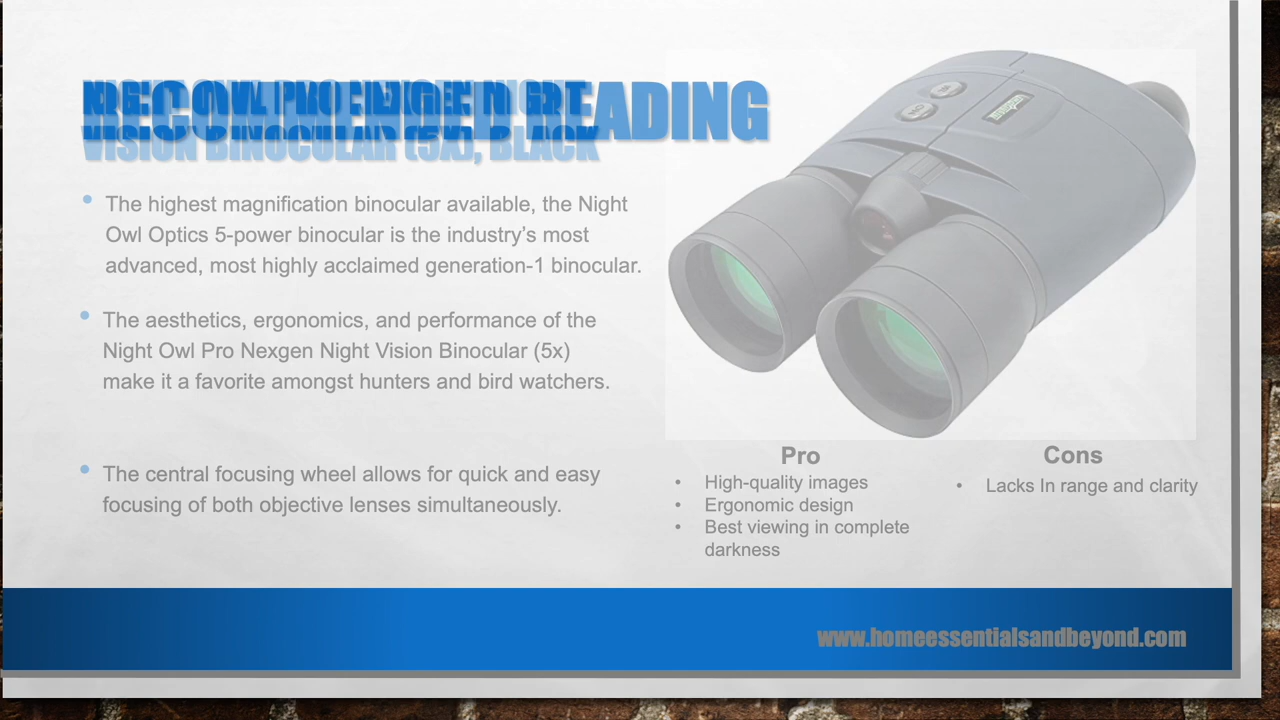 NIGHT OWL PRO NEXGEN NIGHT
VISION BINOCULAR (5X), BLACK
RECOMMENDED READING
The highest magnification binocular available, the Night
Owl Optics 5-power binocular is the industry’s most
advanced, most highly acclaimed generation-1 binocular.
The aesthetics, ergonomics, and performance of the
Night Owl Pro Nexgen Night Vision Binocular (5x)
make it a favorite amongst hunters and bird watchers.
The central focusing wheel allows for quick and easy
focusing of both objective lenses simultaneously.
Pro
• High-quality images
• Ergonomic design
• Best viewing in complete
darkness
Cons
• Lacks In range and clarity
www.homeessentialsandbeyond.com